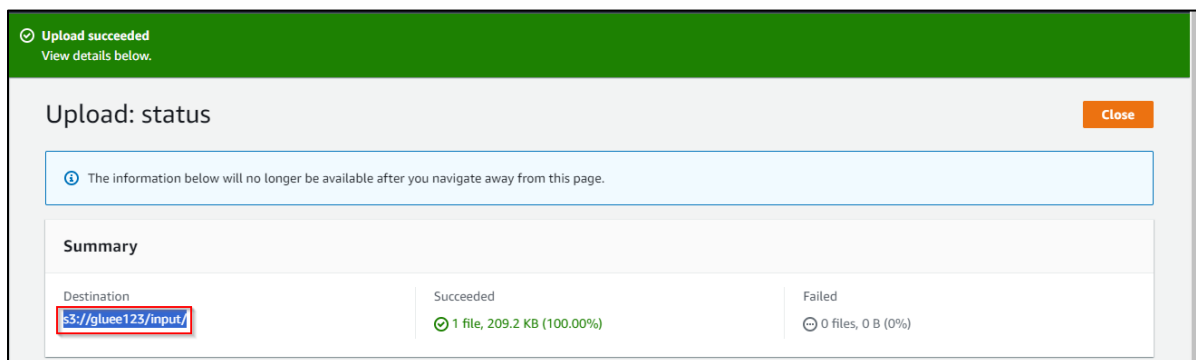 Upload succeeded
View details below.
Upload: status
Close
The information below will no longer be available after you navigate away from this page.
Summary
Destination
s3://gluee123/input/
Succeeded
1 file, 209.2 KB (100.00%)
Failed
0 files, 0 B (0%)